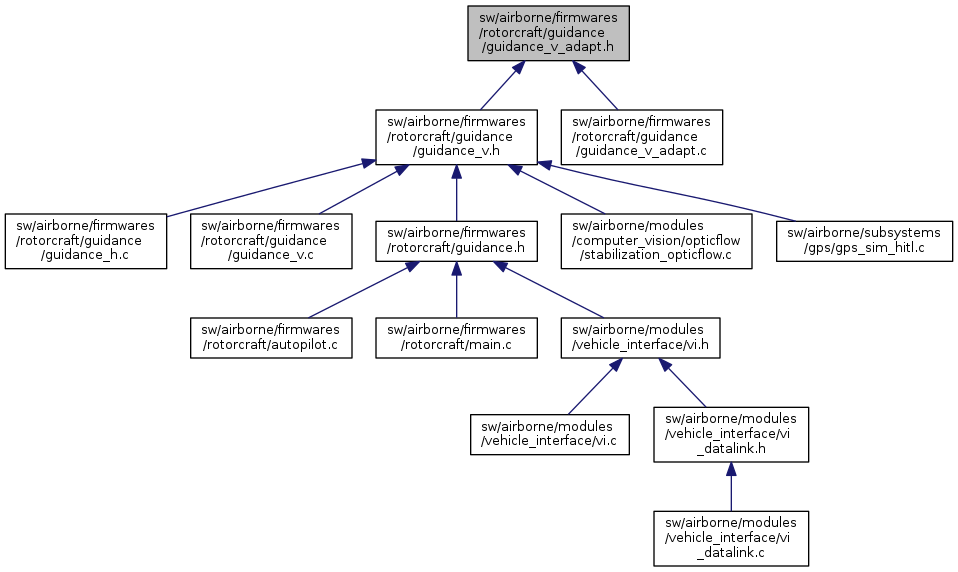 sw/airborne/firmwares
/rotorcraft/guidance
/guidance_v_adapt.h
sw/airborne/firmwares
/rotorcraft/guidance
/guidance_v.h
sw/airborne/firmwares
/rotorcraft/guidance
/guidance_v_adapt.c
sw/airborne/firmwares
/rotorcraft/guidance
/guidance_h.c
sw/airborne/firmwares
/rotorcraft/guidance
/guidance_v.c
sw/airborne/firmwares
/rotorcraft/guidance.h
sw/airborne/modules
/computer_vision/opticflow
/stabilization_opticflow.c
sw/airborne/subsystems
/gps/gps_sim_hitl.c
sw/airborne/firmwares
/rotorcraft/autopilot.c
sw/airborne/firmwares
/rotorcraft/main.c
sw/airborne/modules
/vehicle_interface/vi.h
sw/airborne/modules
/vehicle_interface/vi.c
sw/airborne/modules
/vehicle_interface/vi
_datalink.h
sw/airborne/modules
/vehicle_interface/vi
_datalink.c